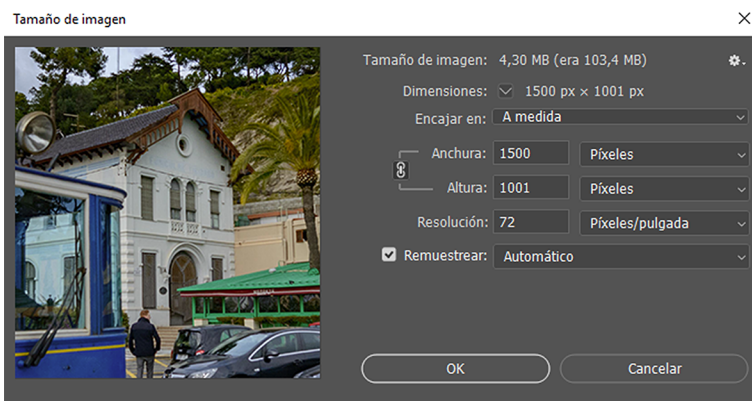 Tamaño de imagen
Tamaño de imagen: 4,30 MB (era 103,4 MB)
Dimensiones: 1500 px × 1001 px
Encajar en: A medida
Anchura: 1500 Píxeles
Altura: 1001 Píxeles
Resolución: 72 Píxeles/pulgada
Remuestrear: Automático
OK Cancelar